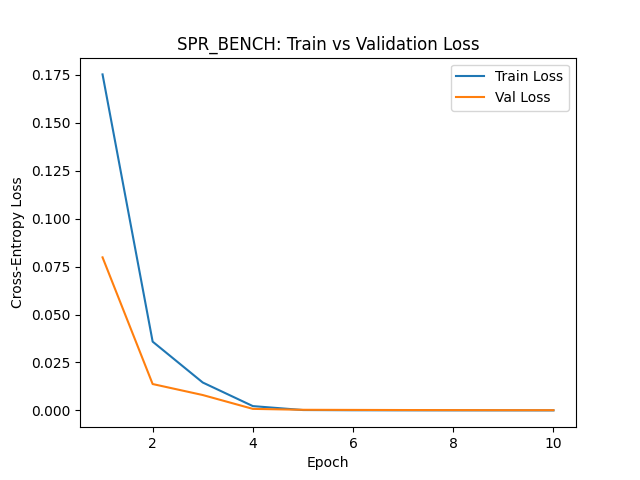 SPR_BENCH: Train vs Validation Loss
Train Loss
Val Loss
Cross-Entropy Loss
0.175
0.150
0.125
0.100
0.075
0.050
0.025
0.000
2
4
6
8
10
Epoch